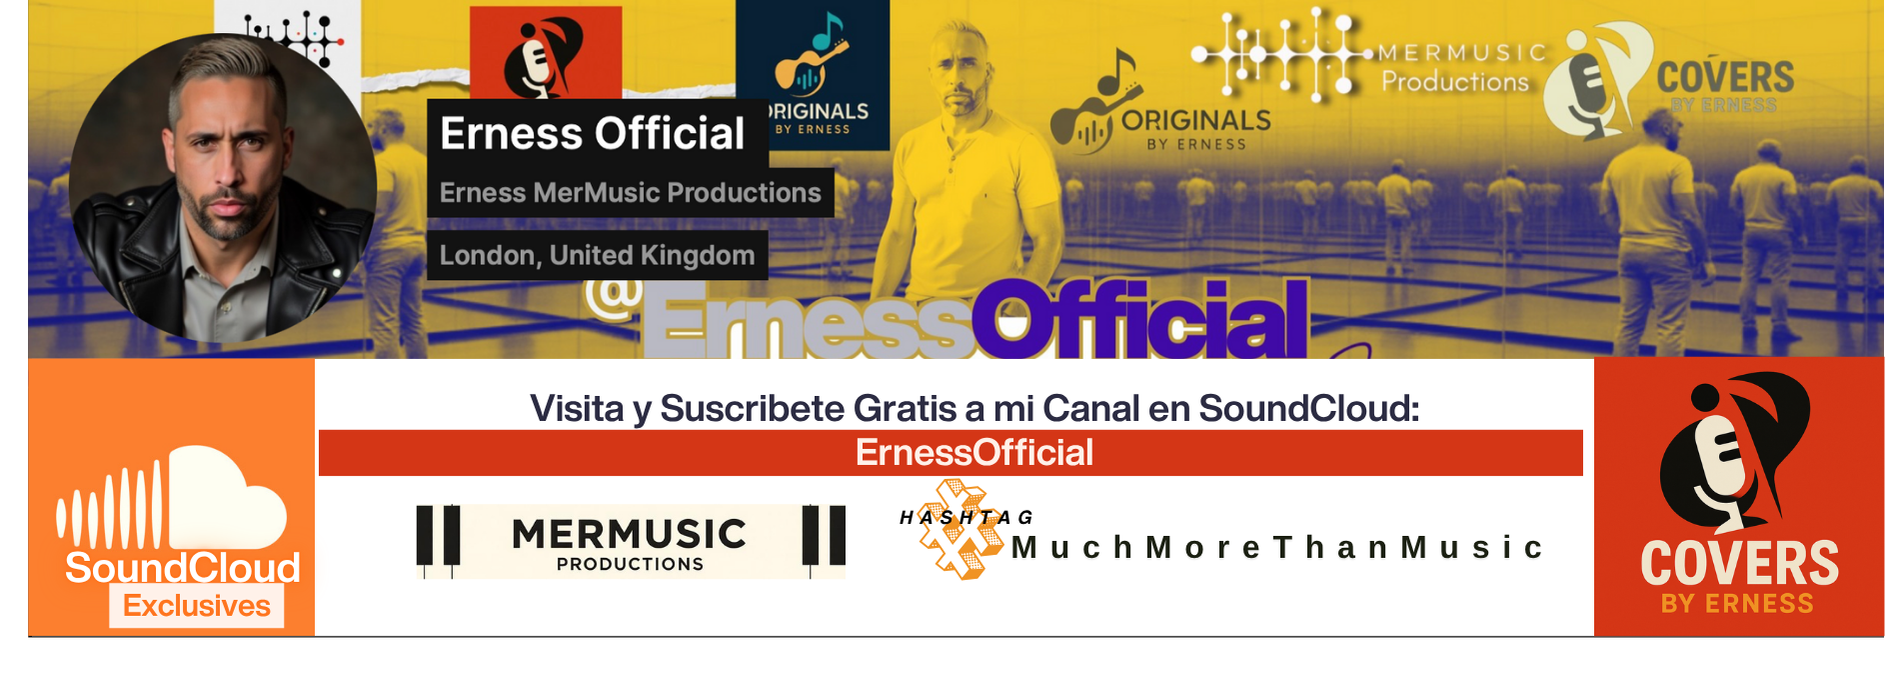 MERMUSIC
Productions
COVERS
BY ERNESS
ORIGINALS
BY ERNESS
ORIGINALS
BY ERNESS
Erness Official
Erness MerMusic Productions
London, United Kingdom
@ErnessOfficial
Visita y Suscribete Gratis a mi Canal en SoundCloud:
ErnessOfficial
SoundCloud
Exclusives
MERMUSIC
PRODUCTIONS
HASHTAG
MuchMoreThanMusic
COVERS
BY ERNESS